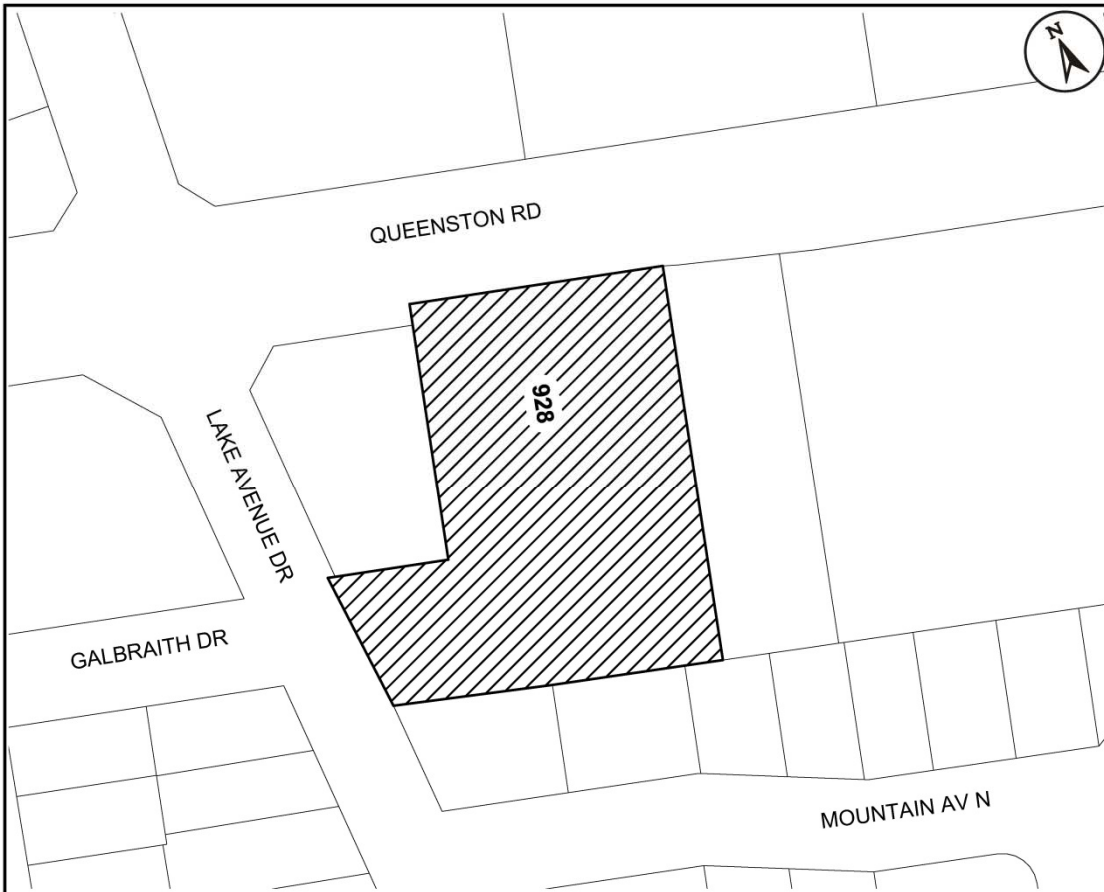 N
QUEENSTON RD
928
LAKE AVENUE DR
GALBRAITH DR
MOUNTAIN AV N